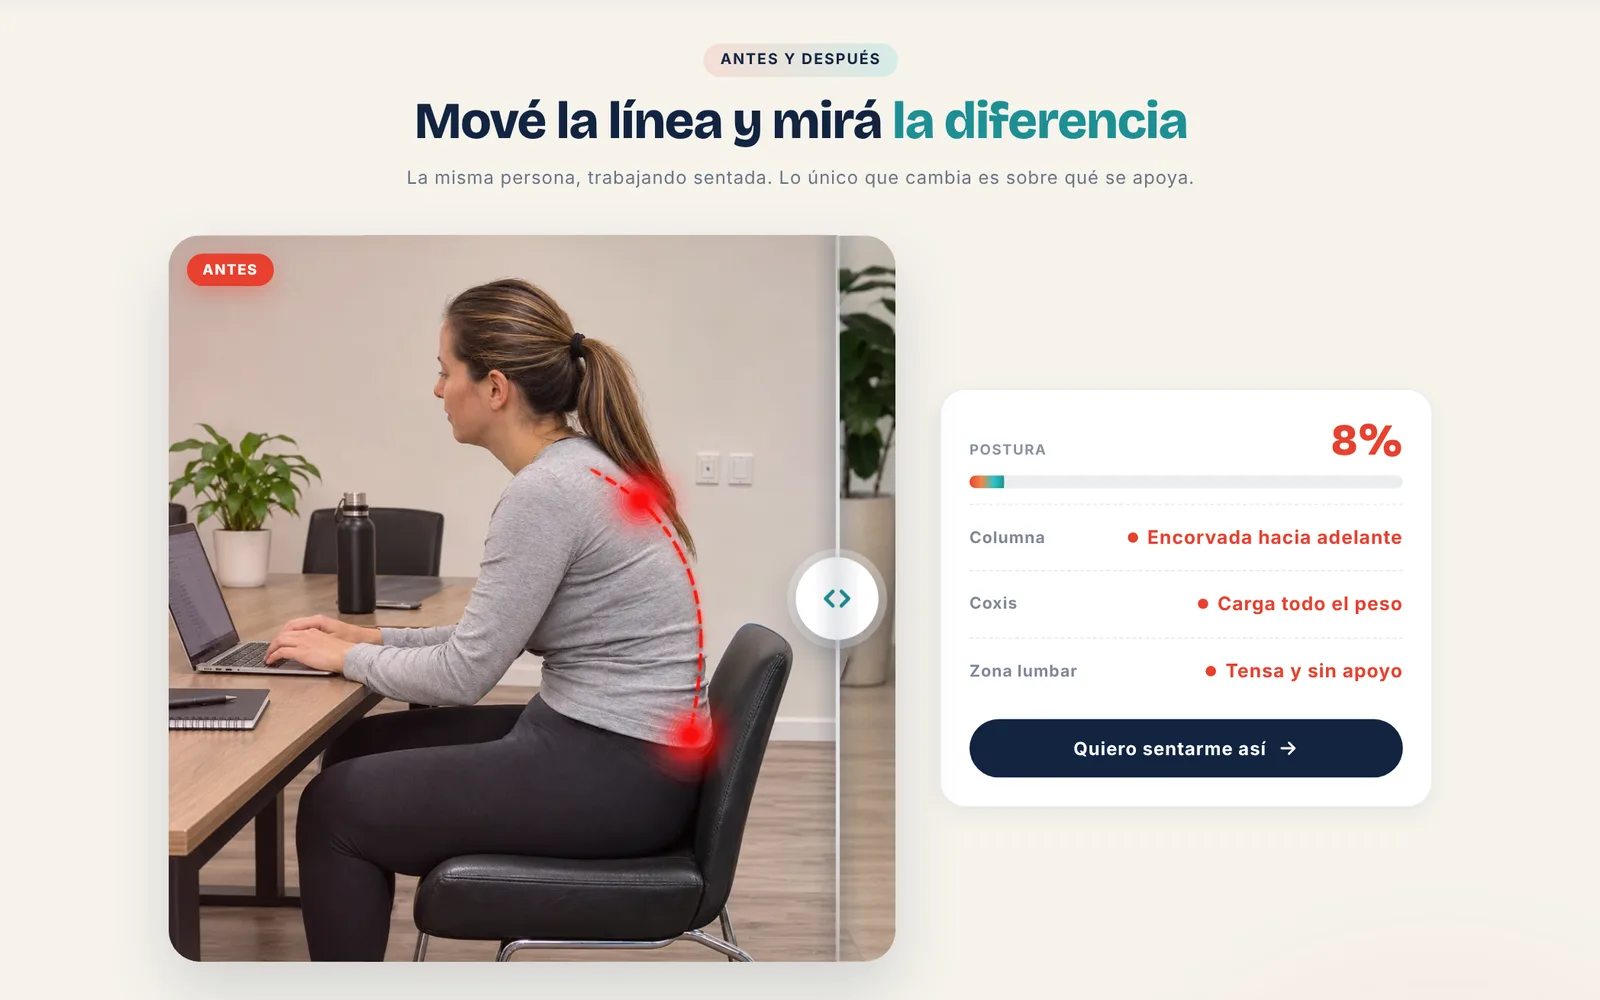 ANTES Y DESPUÉS
Mové la línea y mirá la diferencia
La misma persona, trabajando sentada. Lo único que cambia es sobre qué se apoya.
ANTES
POSTURA
8%
Columna
Encorvada hacia adelante
Coxis
Carga todo el peso
Zona lumbar
Tensa y sin apoyo
Quiero sentarme así →